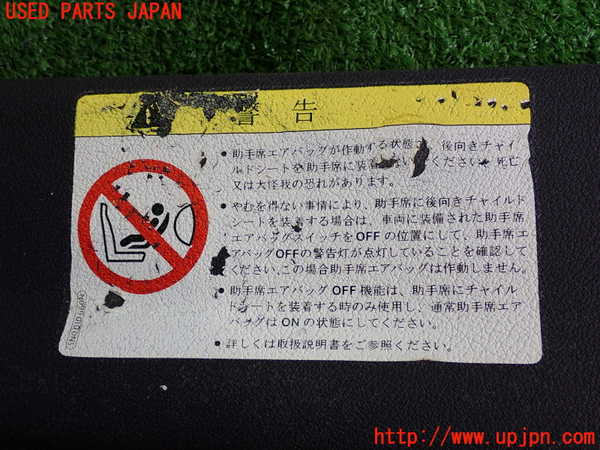 USED PARTS JAPAN
警告
● 助手席エアバッグが作動する状態で、後向きチャイ
ルドシートを助手席に装着しないでください。死亡
又は大怪我の恐れがあります。
● やむを得ない事情により、助手席に後向きチャイルド
シートを装着する場合は、車両に装備された助手席
エアバッグスイッチをOFFの位置にして、助手席エ
アバッグOFFの警告灯が点灯していることを確認して
ください。この場合助手席エアバッグは作動しません。
● 助手席エアバッグOFF機能は、助手席にチャイル
ドシートを装着する時のみ使用し、通常助手席エア
バッグはONの状態にしてください。
● 詳しくは取扱説明書をご参照ください。
http://www.upjpn.com/